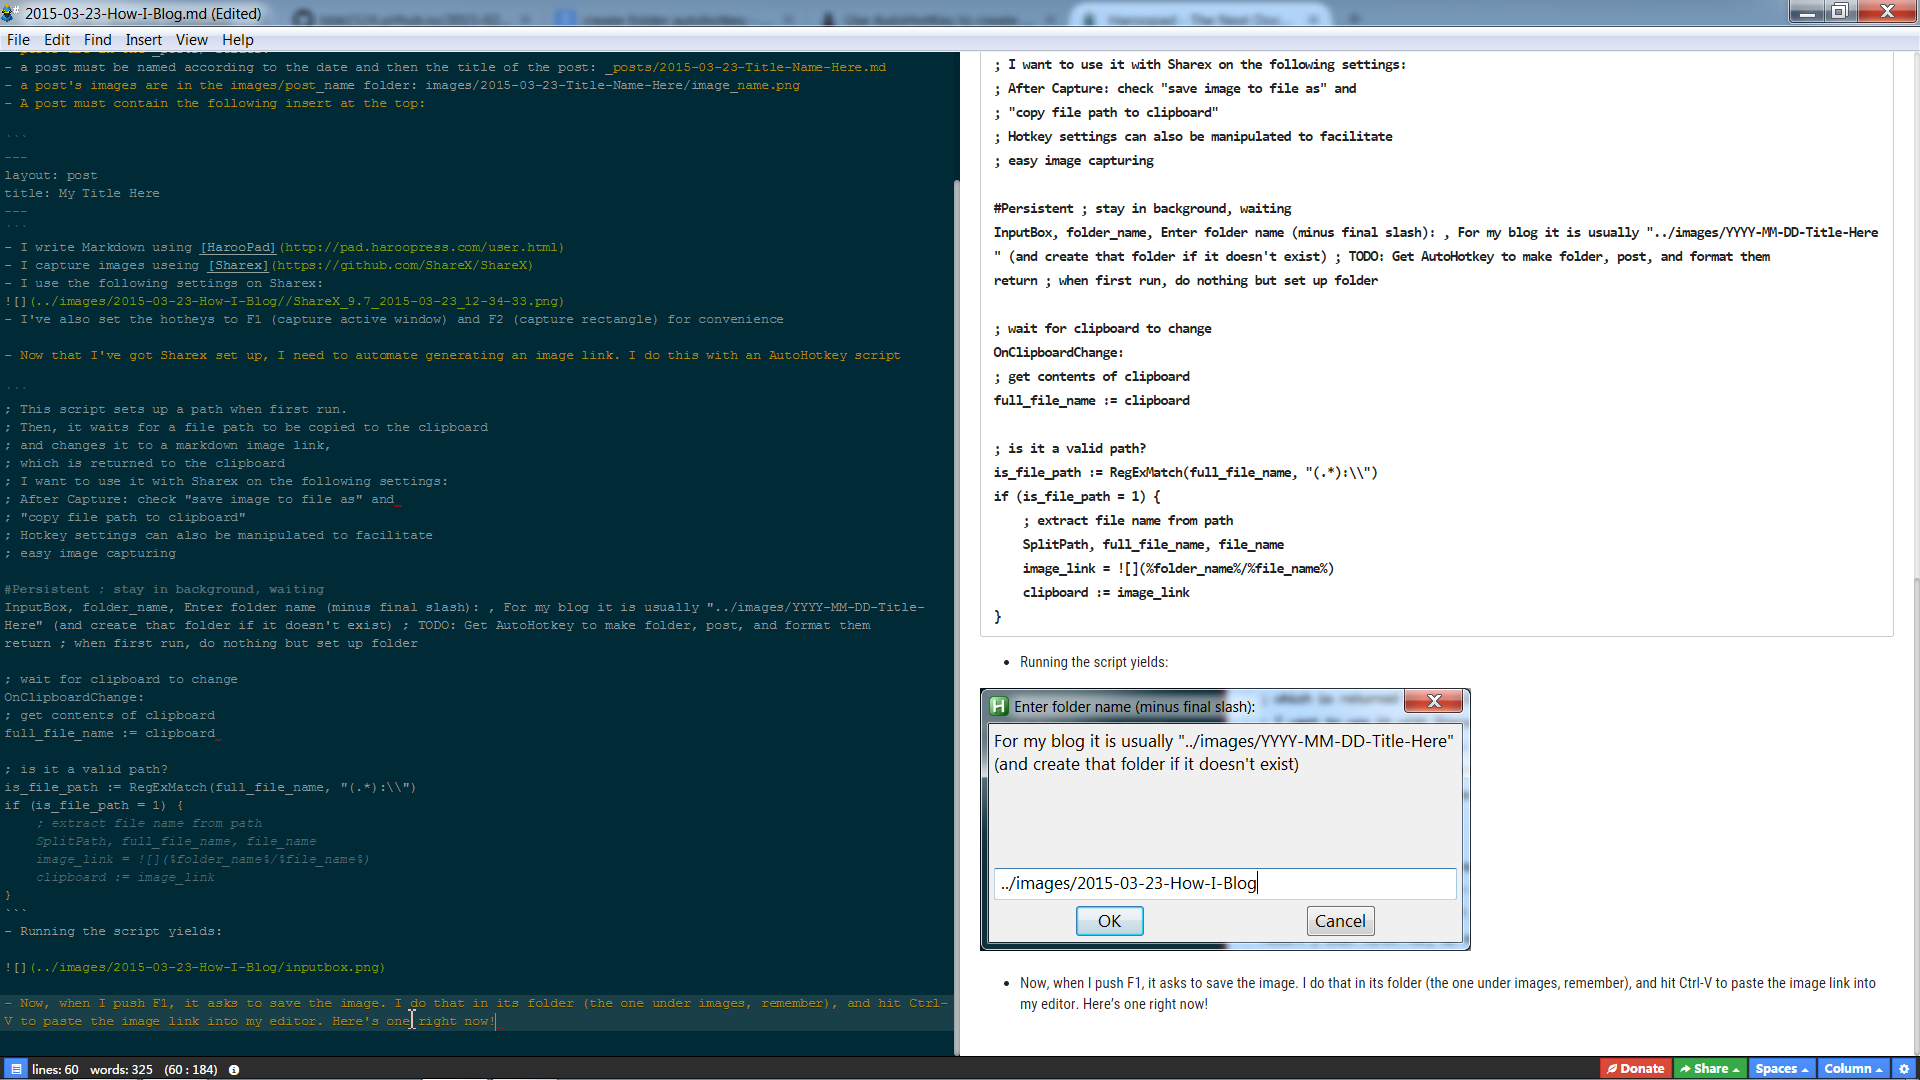 2015-03-23-How-I-Blog.md (Edited)
File Edit Find Insert View Help
- a post must be named according to the date and then the title of the post: _posts/2015-03-23-Title-Name-Here.md
- a post's images are in the images/post_name folder: images/2015-03-23-Title-Name-Here/image_name.png
- A post must contain the following insert at the top:
```
---
layout: post
title: My Title Here
---
```
- I write Markdown using [HarooPad](http://pad.haroopress.com/user.html)
- I capture images useing [Sharex](https://github.com/ShareX/ShareX)
- I use the following settings on Sharex:
![](../images/2015-03-23-How-I-Blog//ShareX_9.7_2015-03-23_12-34-33.png)
- I've also set the hotheys to F1 (capture active window) and F2 (capture rectangle) for convenience
- Now that I've got Sharex set up, I need to automate generating an image link. I do this with an AutoHotkey script
```
; This script sets up a path when first run.
; Then, it waits for a file path to be copied to the clipboard
; and changes it to a markdown image link,
; which is returned to the clipboard
; I want to use it with Sharex on the following settings:
; After Capture: check "save image to file as" and
; "copy file path to clipboard"
; Hotkey settings can also be manipulated to facilitate
; easy image capturing
#Persistent ; stay in background, waiting
InputBox, folder_name, Enter folder name (minus final slash): , For my blog it is usually "../images/YYYY-MM-DD-Title-
Here" (and create that folder if it doesn't exist) ; TODO: Get AutoHotkey to make folder, post, and format them
return ; when first run, do nothing but set up folder
; wait for clipboard to change
OnClipboardChange:
; get contents of clipboard
full_file_name := clipboard
; is it a valid path?
is_file_path := RegExMatch(full_file_name, "(.*):\\")
if (is_file_path = 1) {
; extract file name from path
SplitPath, full_file_name, file_name
image_link = ![](%folder_name%/%file_name%)
clipboard := image_link
}
```
- Running the script yields:
![](../images/2015-03-23-How-I-Blog/inputbox.png)
- Now, when I push F1, it asks to save the image. I do that in its folder (the one under images, remember), and hit Ctrl-
V to paste the image link into my editor. Here's one right now!
; I want to use it with Sharex on the following settings:
; After Capture: check "save image to file as" and
; "copy file path to clipboard"
; Hotkey settings can also be manipulated to facilitate
; easy image capturing
#Persistent ; stay in background, waiting
InputBox, folder_name, Enter folder name (minus final slash): , For my blog it is usually "../images/YYYY-MM-DD-Title-Here
" (and create that folder if it doesn't exist) ; TODO: Get AutoHotkey to make folder, post, and format them
return ; when first run, do nothing but set up folder
; wait for clipboard to change
OnClipboardChange:
; get contents of clipboard
full_file_name := clipboard
; is it a valid path?
is_file_path := RegExMatch(full_file_name, "(.*):\\")
if (is_file_path = 1) {
; extract file name from path
SplitPath, full_file_name, file_name
image_link = ![](%folder_name%/%file_name%)
clipboard := image_link
}
• Running the script yields:
H Enter folder name (minus final slash):
For my blog it is usually "../images/YYYY-MM-DD-Title-Here"
(and create that folder if it doesn't exist)
../images/2015-03-23-How-I-Blog
OK Cancel
• Now, when I push F1, it asks to save the image. I do that in its folder (the one under images, remember), and hit Ctrl-V to paste the image link into
my editor. Here's one right now!
lines: 60 words: 325 (60 : 184)
Donate Share Spaces Column